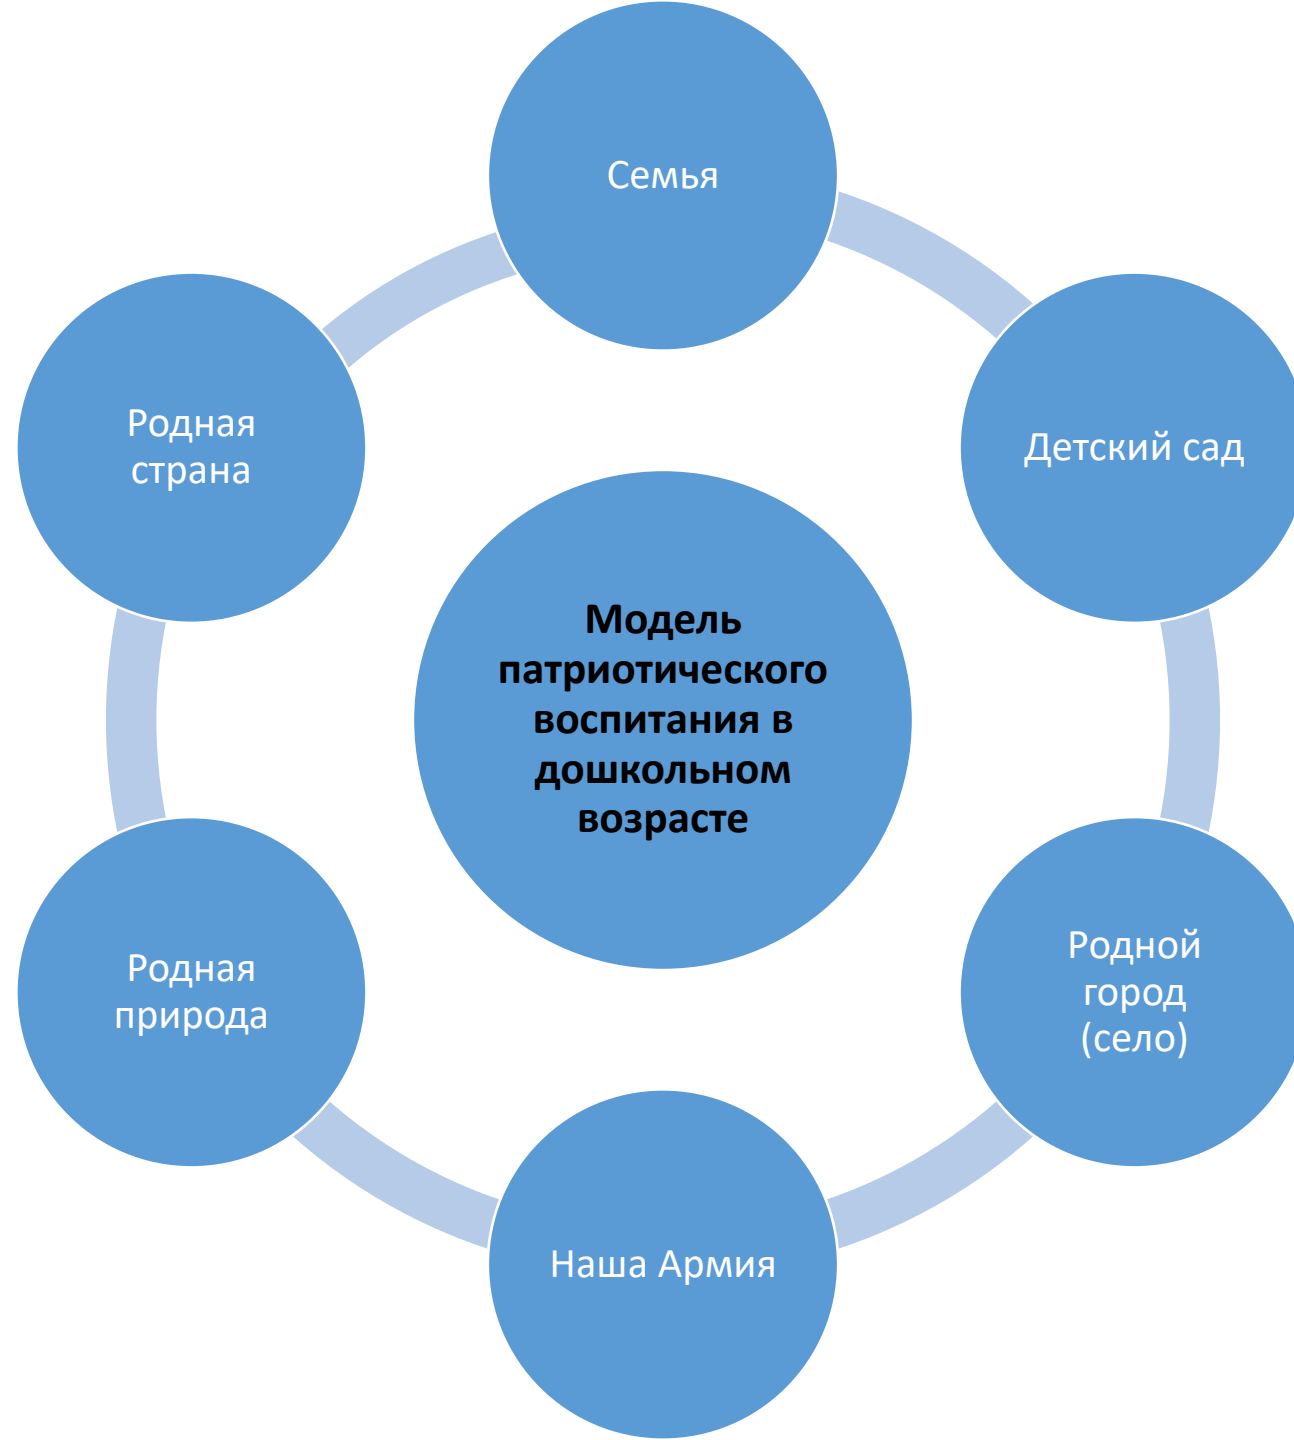 Семья
Детский сад
Родной
город
(село)
Наша Армия
Родная
природа
Родная
страна
Модель
патриотического
воспитания в
дошкольном
возрасте